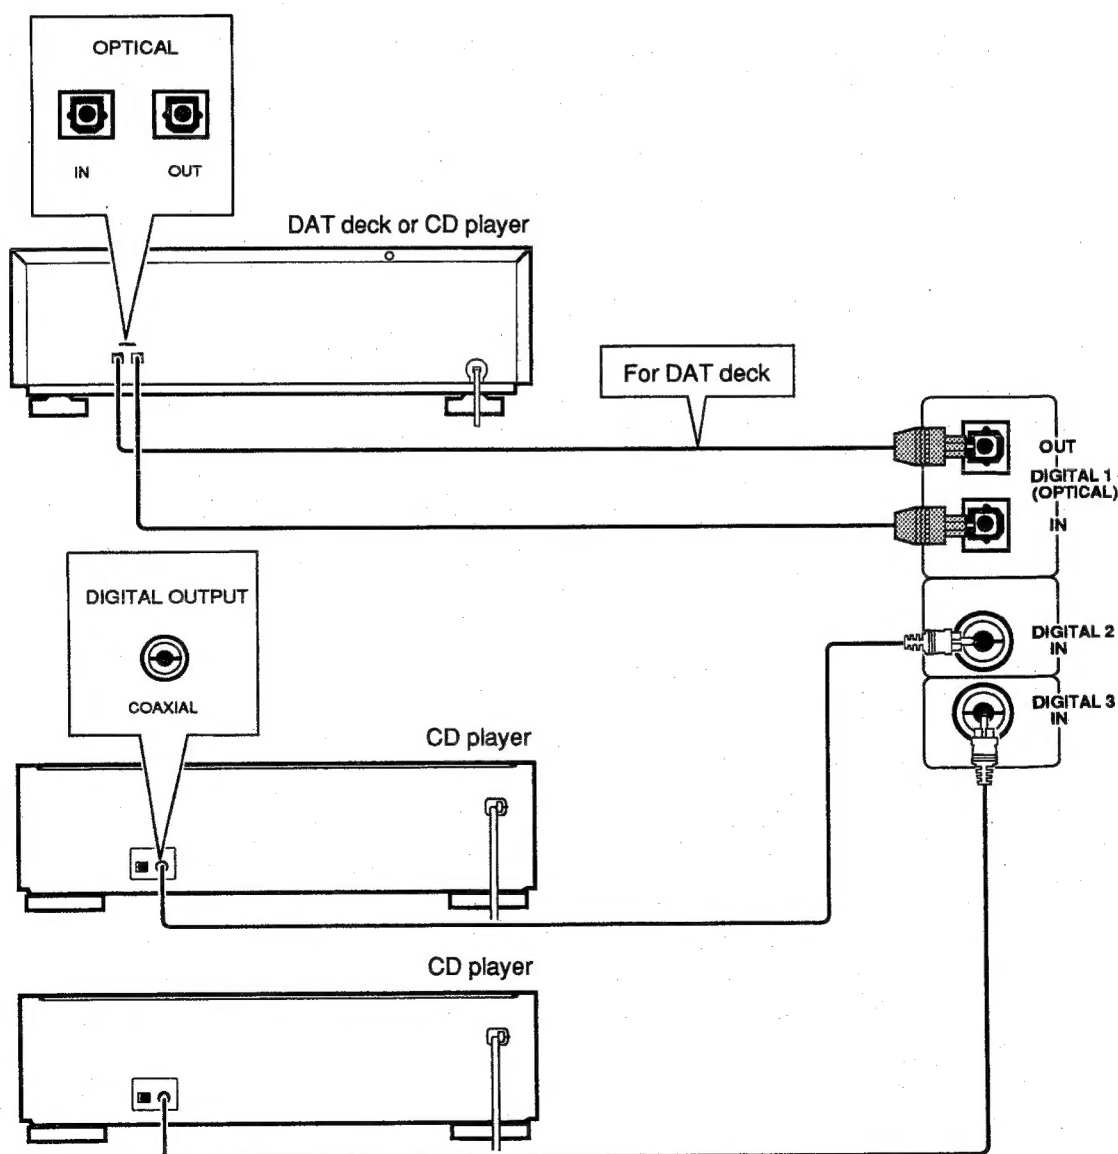 OPTICAL
IN OUT
DAT deck or CD player
For DAT deck
OUT
DIGITAL 1
(OPTICAL)
IN
DIGITAL OUTPUT
COAXIAL
DIGITAL 2
IN
DIGITAL 3
IN
CD player
CD player